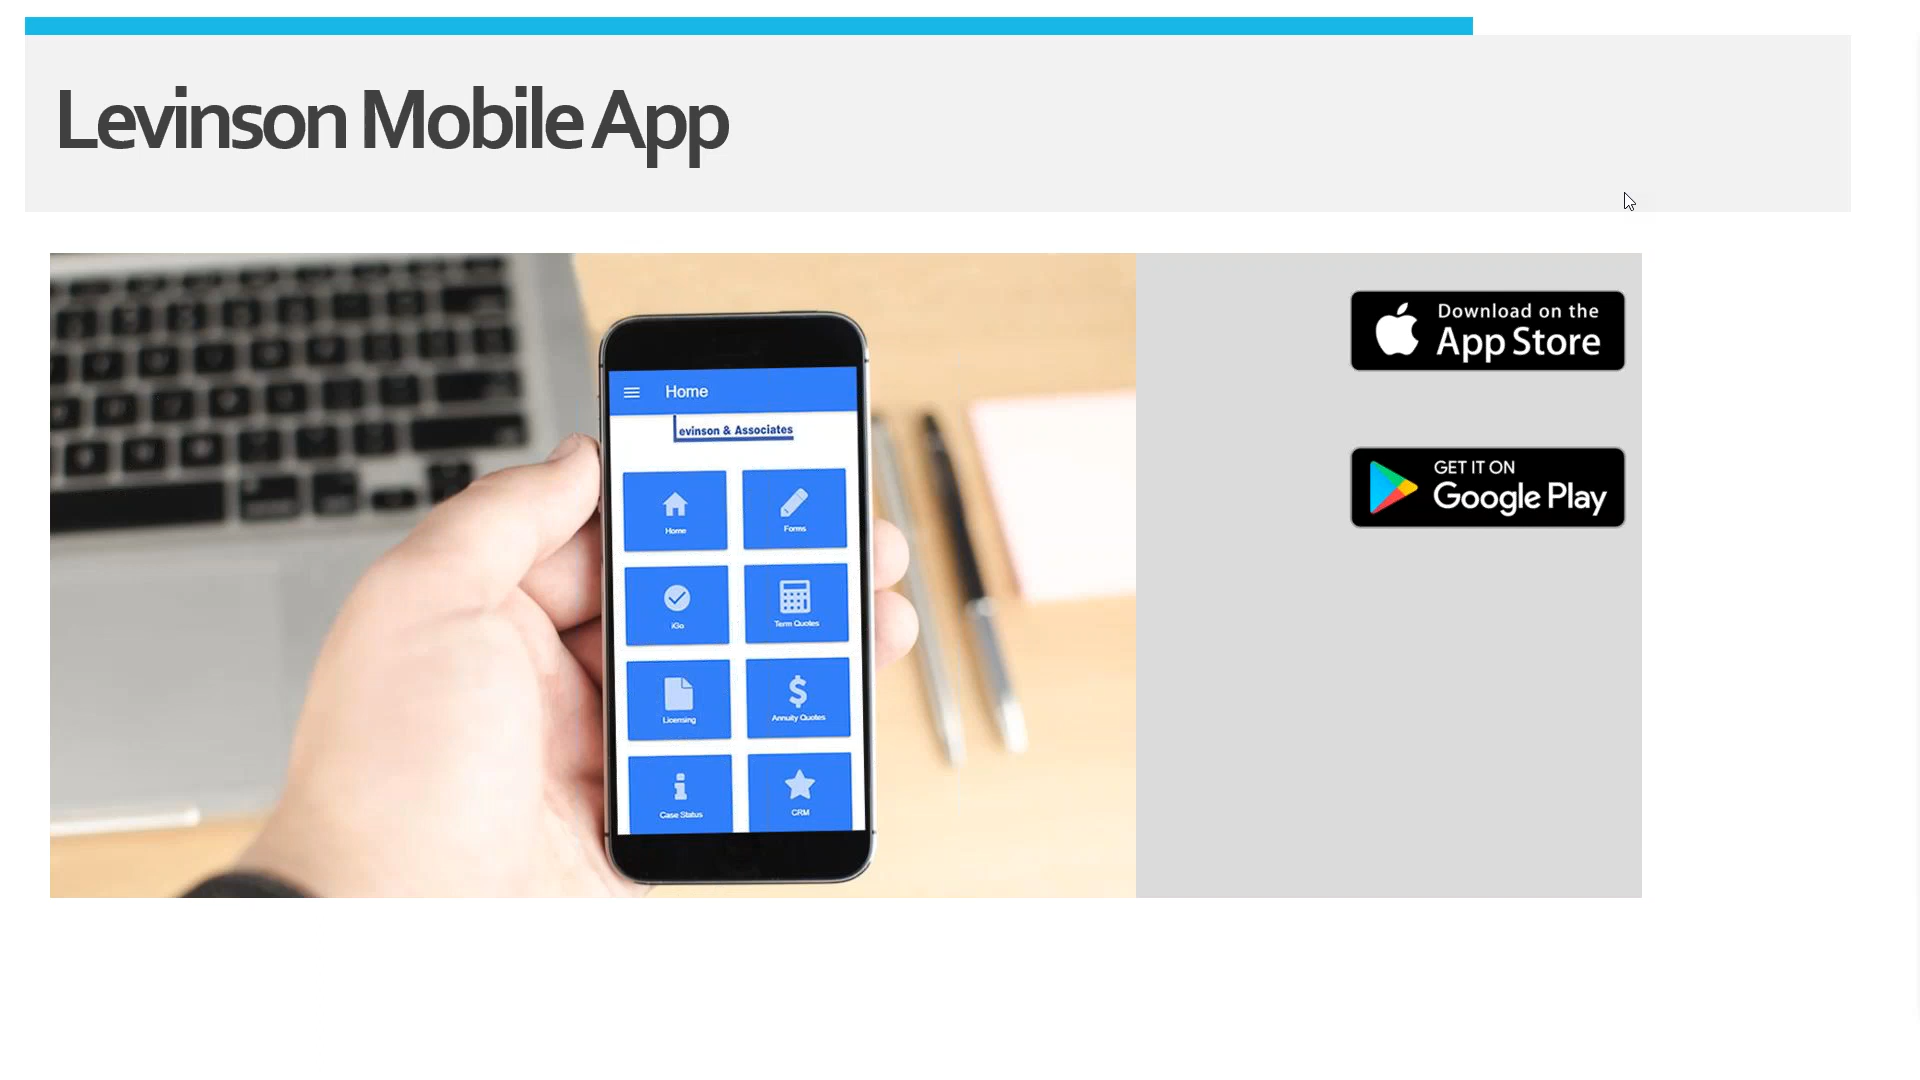 Levinson Mobile App
Home
Levinson & Associates
Home
Forms
iGo
Term Quotes
Licensing
Annuity Quotes
Case Status
CRM
Download on the
App Store
GET IT ON
Google Play